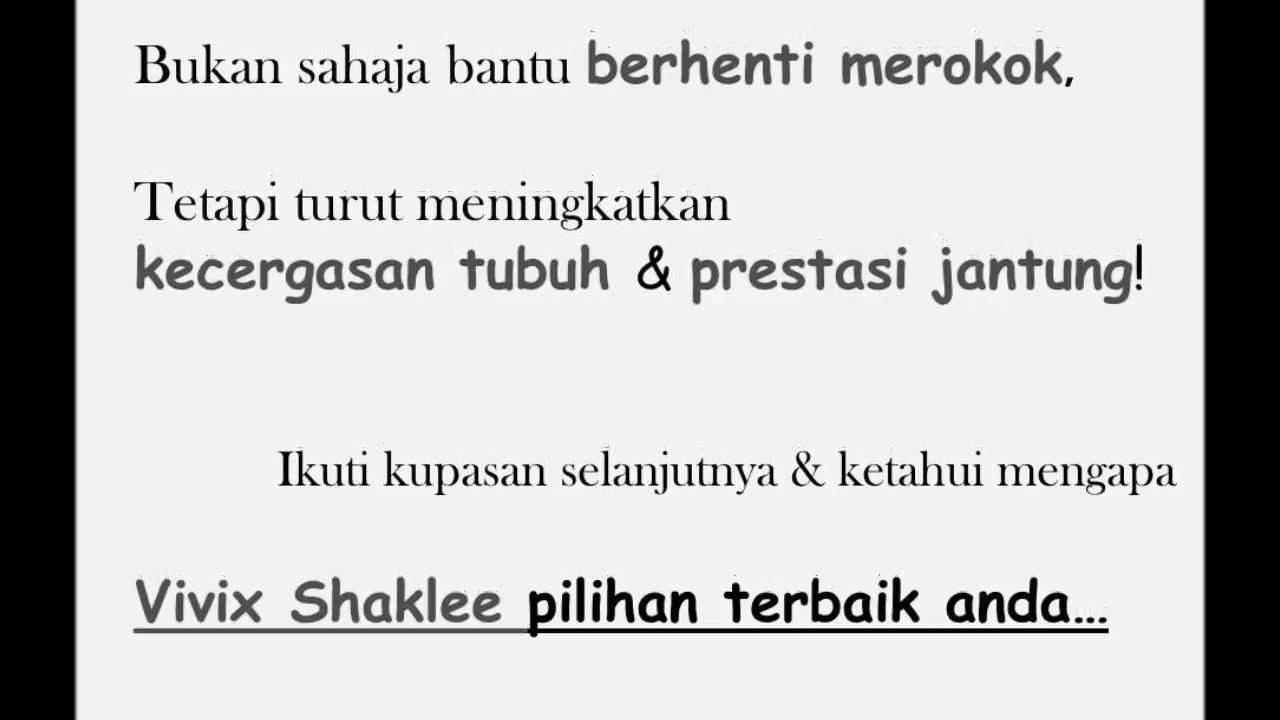 Bukan sahaja bantu berhenti merokok,
Tetapi turut meningkatkan
kecergasan tubuh & prestasi jantung!
Ikuti kupasan selanjutnya & ketahui mengapa
Vivix Shaklee pilihan terbaik anda...